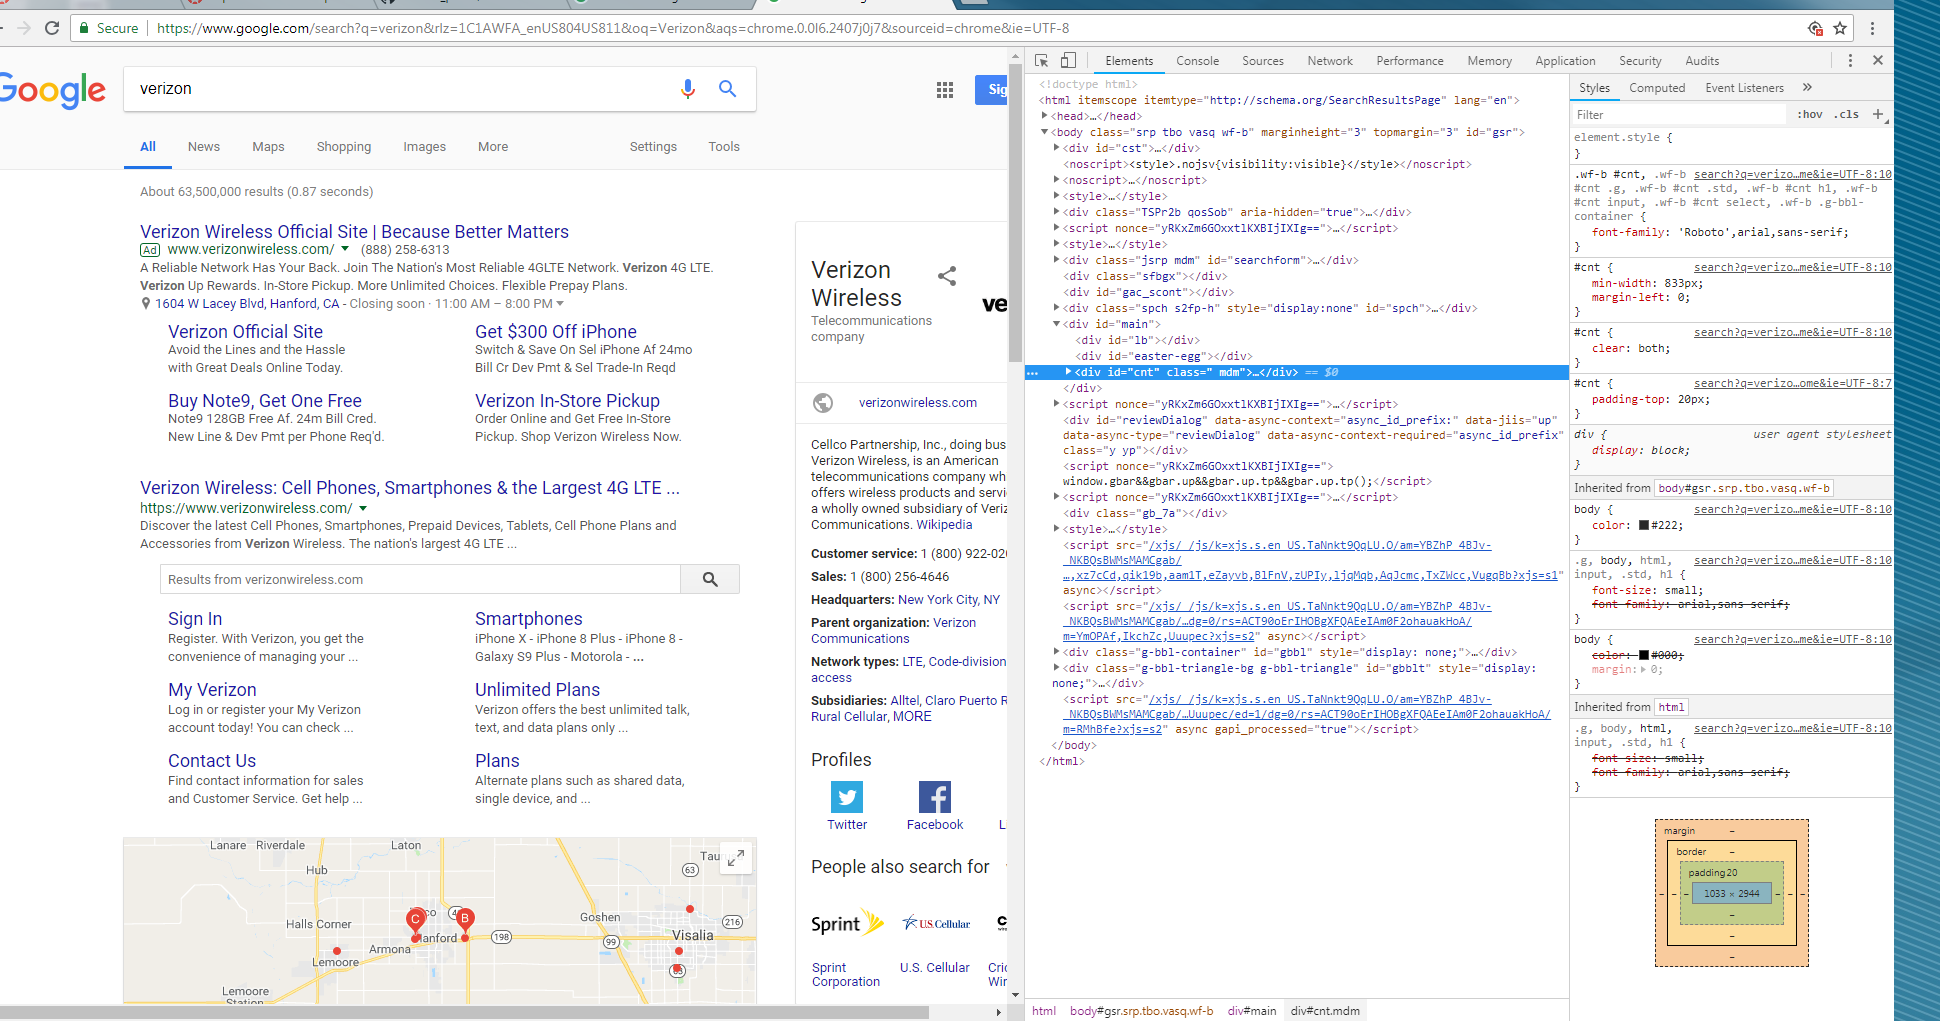 Secure
https://www.google.com/search?q=verizon&rlz=1C1AWFA_enUS804US811&oq=Verizon&aqs=chrome.0.0l6.2407j0j7&sourceid=chrome&ie=UTF-8
Google
verizon
Sig
All News Maps Shopping Images More Settings Tools
About 63,500,000 results (0.87 seconds)
Verizon Wireless Official Site | Because Better Matters
Ad www.verizonwireless.com/ (888) 258-6313
A Reliable Network Has Your Back. Join The Nation's Most Reliable 4GLTE Network. Verizon 4G LTE.
Verizon Up Rewards. In-Store Pickup. More Unlimited Choices. Flexible Prepay Plans.
1604 W Lacey Blvd, Hanford, CA - Closing soon · 11:00 AM – 8:00 PM
Verizon Official Site
Avoid the Lines and the Hassle
with Great Deals Online Today.
Get $300 Off iPhone
Switch & Save On Sel iPhone Af 24mo
Bill Cr Dev Pmt & Sel Trade-In Reqd
Buy Note9, Get One Free
Note9 128GB Free Af. 24m Bill Cred.
New Line & Dev Pmt per Phone Req'd.
Verizon In-Store Pickup
Order Online and Get Free In-Store
Pickup. Shop Verizon Wireless Now.
Verizon Wireless: Cell Phones, Smartphones & the Largest 4G LTE ...
https://www.verizonwireless.com/
Discover the latest Cell Phones, Smartphones, Prepaid Devices, Tablets, Cell Phone Plans and
Accessories from Verizon Wireless. The nation's largest 4G LTE ...
Results from verizonwireless.com
Sign In
Register. With Verizon, you get the
convenience of managing your ...
Smartphones
iPhone X - iPhone 8 Plus - iPhone 8 -
Galaxy S9 Plus - Motorola - ...
My Verizon
Log in or register your My Verizon
account today! You can check ...
Unlimited Plans
Verizon offers the best unlimited talk,
text, and data plans only ...
Contact Us
Find contact information for sales
and Customer Service. Get help ...
Plans
Alternate plans such as shared data,
single device, and ...
Lanare Riverdale Laton Tau
Hub 63
Halls Corner C co 4 B Goshen 216
Armona Hanford 198 99 Visalia
Lemoore 63
Lemoore
Station
Verizon
Wireless
Telecommunications
company
ve
verizonwireless.com
Cellco Partnership, Inc., doing bus
Verizon Wireless, is an American
telecommunications company wh
offers wireless products and servi
a wholly owned subsidiary of Veriz
Communications. Wikipedia
Customer service: 1 (800) 922-020
Sales: 1 (800) 256-4646
Headquarters: New York City, NY
Parent organization: Verizon
Communications
Network types: LTE, Code-division
access
Subsidiaries: Alltel, Claro Puerto R
Rural Cellular, MORE
Profiles
Twitter Facebook L
People also search for
Sprint U.S. Cellular
Sprint
Corporation
U.S. Cellular
Cric
Wir
Elements Console Sources Network Performance Memory Application Security Audits
<!doctype html>
<html itemscope itemtype="http://schema.org/SearchResultsPage" lang="en">
<head>…</head>
<body class="srp tbo vasq wf-b" marginheight="3" topmargin="3" id="gsr">
<div id="cst">…</div>
<noscript><style>.nojsv{visibility:visible}</style></noscript>
<noscript>…</noscript>
<style>…</style>
<div class="TSPr2b qosSob" aria-hidden="true">…</div>
<script nonce="yRKxZm6GOxxtlKXBIjIXIg==">…</script>
<style>…</style>
<div class="jsrp mdm" id="searchform">…</div>
<div class="sfbgx"></div>
<div id="gac_scont"></div>
<div class="spch s2fp-h" style="display:none" id="spch">…</div>
<div id="main">
<div id="lb"></div>
<div id="easter-egg"></div>
<div id="cnt" class=" mdm">…</div> == $0
</div>
<script nonce="yRKxZm6GOxxtlKXBIjIXIg==">…</script>
<div id="reviewDialog" data-async-context="async_id_prefix:" data-jiis="up"
data-async-type="reviewDialog" data-async-context-required="async_id_prefix"
class="y yp"></div>
<script nonce="yRKxZm6GOxxtlKXBIjIXIg==">
window.gbar&&gbar.up&&gbar.up.tp&&gbar.up.tp();</script>
<script nonce="yRKxZm6GOxxtlKXBIjIXIg==">…</script>
<div class="gb_7a"></div>
<style>…</style>
<script src="/xjs/_/js/k=xjs.s.en_US.TaNnkt9QqLU.O/am=YBZhP_4BJv-
_NKBQsBWMsMAMCgab/
…,xz7cCd,qik19b,aam1T,eZayvb,BlFnV,zUPIy,ljqMqb,AqJcmc,TxZWcc,VugqBb?xjs=s1"
async></script>
<script src="/xjs/_/js/k=xjs.s.en_US.TaNnkt9QqLU.O/am=YBZhP_4BJv-
_NKBQsBWMsMAMCgab/…dg=0/rs=ACT90oErIHOBgXFQAEeIAm0F2ohauakHoA/
m=YmOPAf,IkchZc,Uuupec?xjs=s2" async></script>
<div class="g-bbl-container" id="gbbl" style="display: none;">…</div>
<div class="g-bbl-triangle-bg g-bbl-triangle" id="gbblt" style="display:
none;">…</div>
<script src="/xjs/_/js/k=xjs.s.en_US.TaNnkt9QqLU.O/am=YBZhP_4BJv-
_NKBQsBWMsMAMCgab/…Uuupec/ed=1/dg=0/rs=ACT90oErIHOBgXFQAEeIAm0F2ohauakHoA/
m=RMhBfe?xjs=s2" async gapi_processed="true"></script>
</body>
</html>
html body#gsr.srp.tbo.vasq.wf-b div#main div#cnt.mdm
Styles Computed Event Listeners »
Filter :hov .cls +
element.style {
}
.wf-b #cnt, .wf-b search?q=verizo…me&ie=UTF-8:10
#cnt .g, .wf-b #cnt .std, .wf-b #cnt h1, .wf-b
#cnt input, .wf-b #cnt select, .wf-b .g-bbl-
container {
font-family: 'Roboto',arial,sans-serif;
}
#cnt { search?q=verizo…me&ie=UTF-8:10
min-width: 833px;
margin-left: 0;
}
#cnt { search?q=verizo…me&ie=UTF-8:10
clear: both;
}
#cnt { search?q=verizo…ome&ie=UTF-8:7
padding-top: 20px;
}
div { user agent stylesheet
display: block;
}
Inherited from body#gsr.srp.tbo.vasq.wf-b
body { search?q=verizo…me&ie=UTF-8:10
color: #222;
}
.g, body, html, search?q=verizo…me&ie=UTF-8:10
input, .std, h1 {
font-size: small;
font-family: arial,sans-serif;
}
body { search?q=verizo…me&ie=UTF-8:10
color: #000;
margin: 0;
}
Inherited from html
.g, body, html, search?q=verizo…me&ie=UTF-8:10
input, .std, h1 {
font-size: small;
font-family: arial,sans-serif;
}
margin –
border –
padding20
– – – 1033 × 2944 – – –
–
–
–